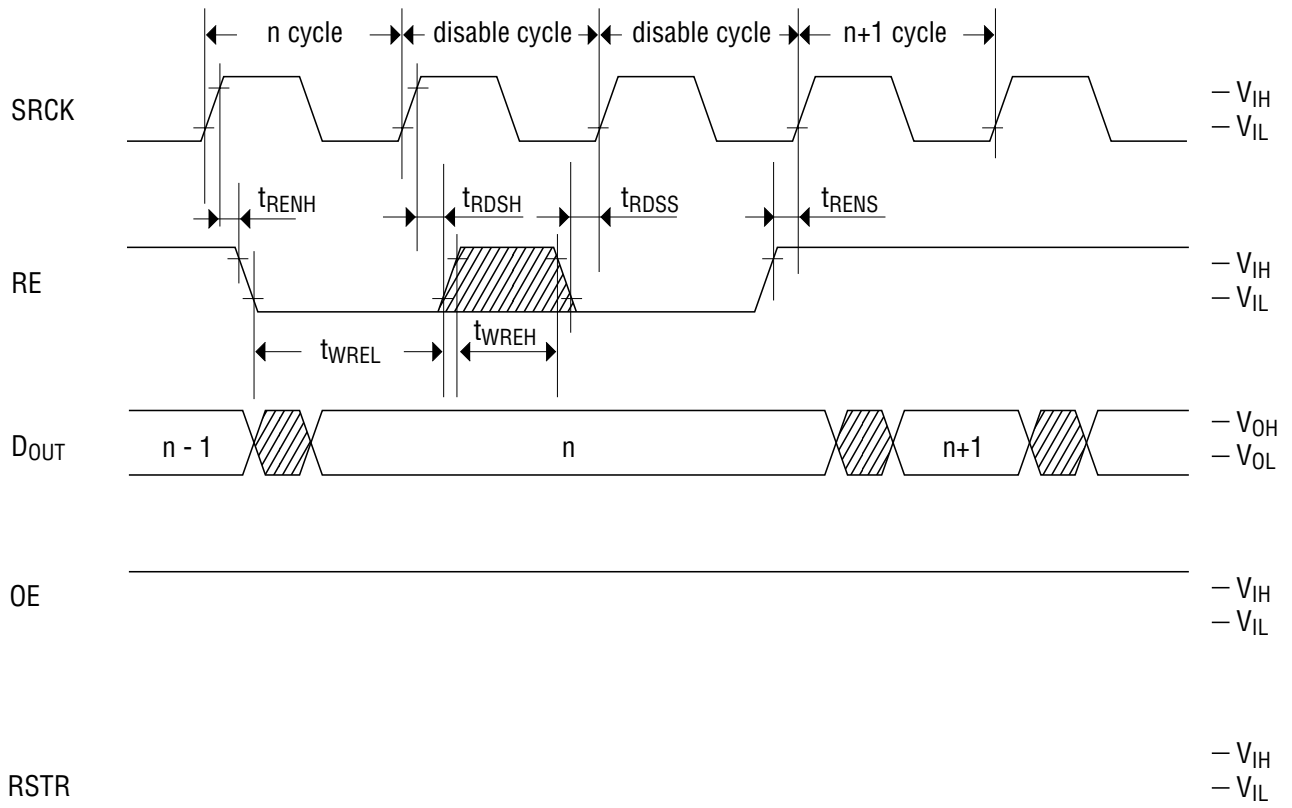 n cycle disable cycle disable cycle n+1 cycle
SRCK
– VIH
– VIL
tRENH tRDSH tRDSS tRENS
RE
– VIH
– VIL
tWREL tWREH
DOUT
n - 1 n n+1
– VOH
– VOL
OE
– VIH
– VIL
RSTR
– VIH
– VIL